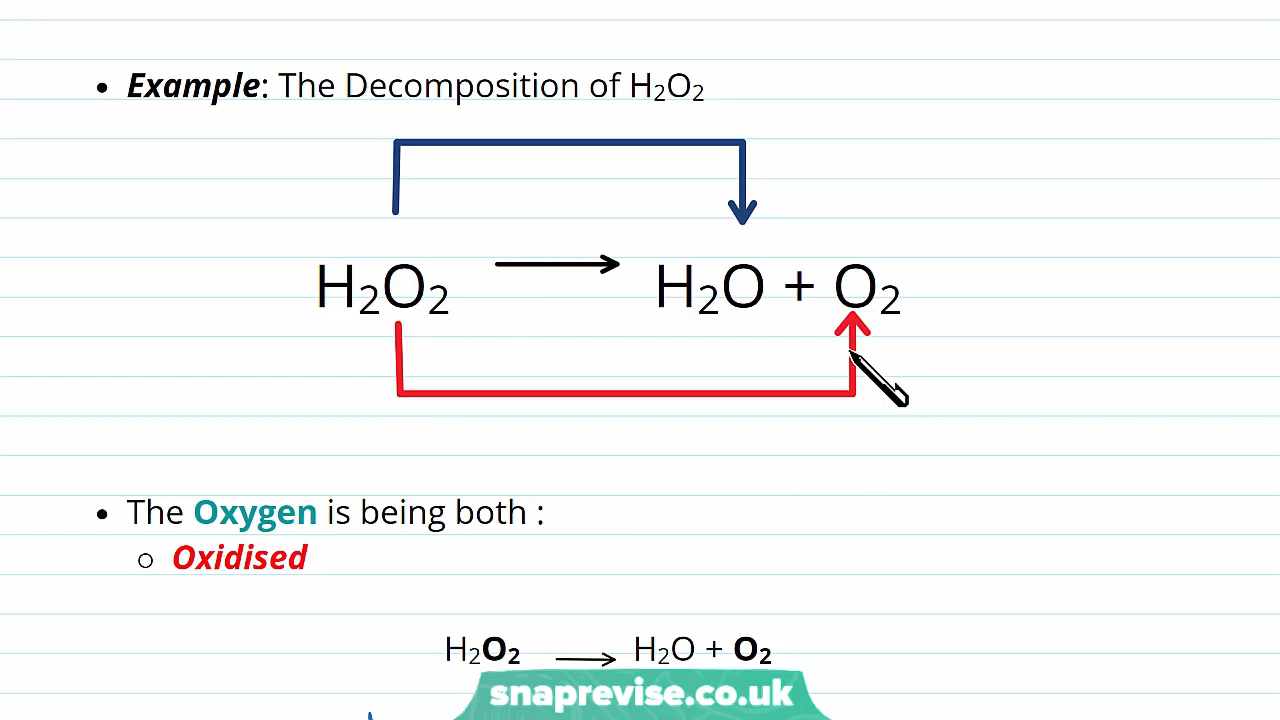 • Example: The Decomposition of H₂O₂
H₂O₂ → H₂O + O₂
• The Oxygen is being both :
○ Oxidised
H₂O₂ → H₂O + O₂
snaprevise.co.uk